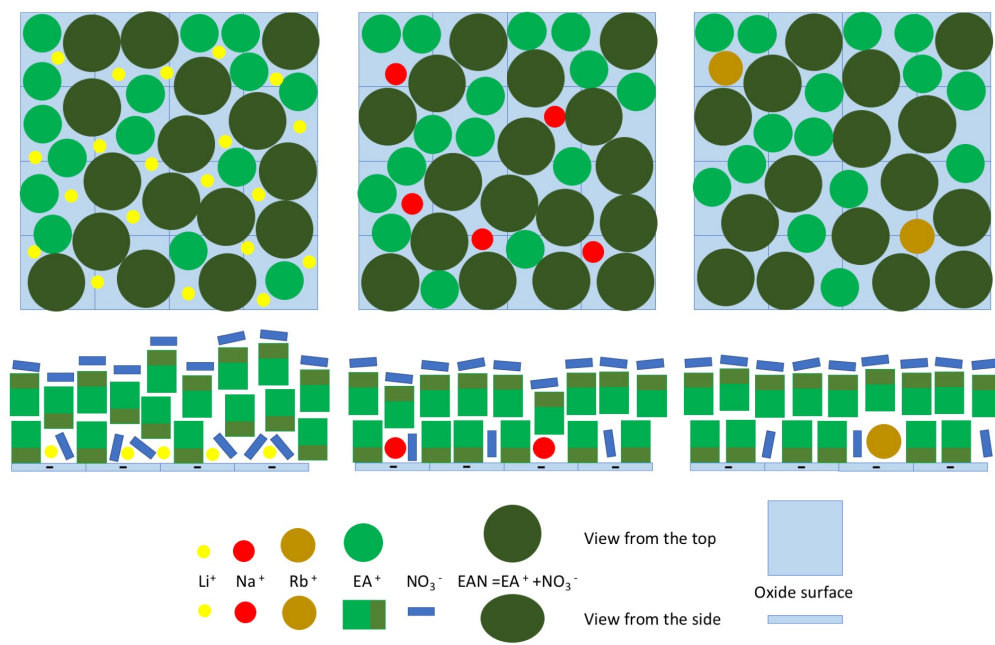 View from the top
Li+ Na+ Rb+ EA+ NO3- EAN =EA+ +NO3-
Oxide surface
View from the side
- - - -
- - - -
- - - -